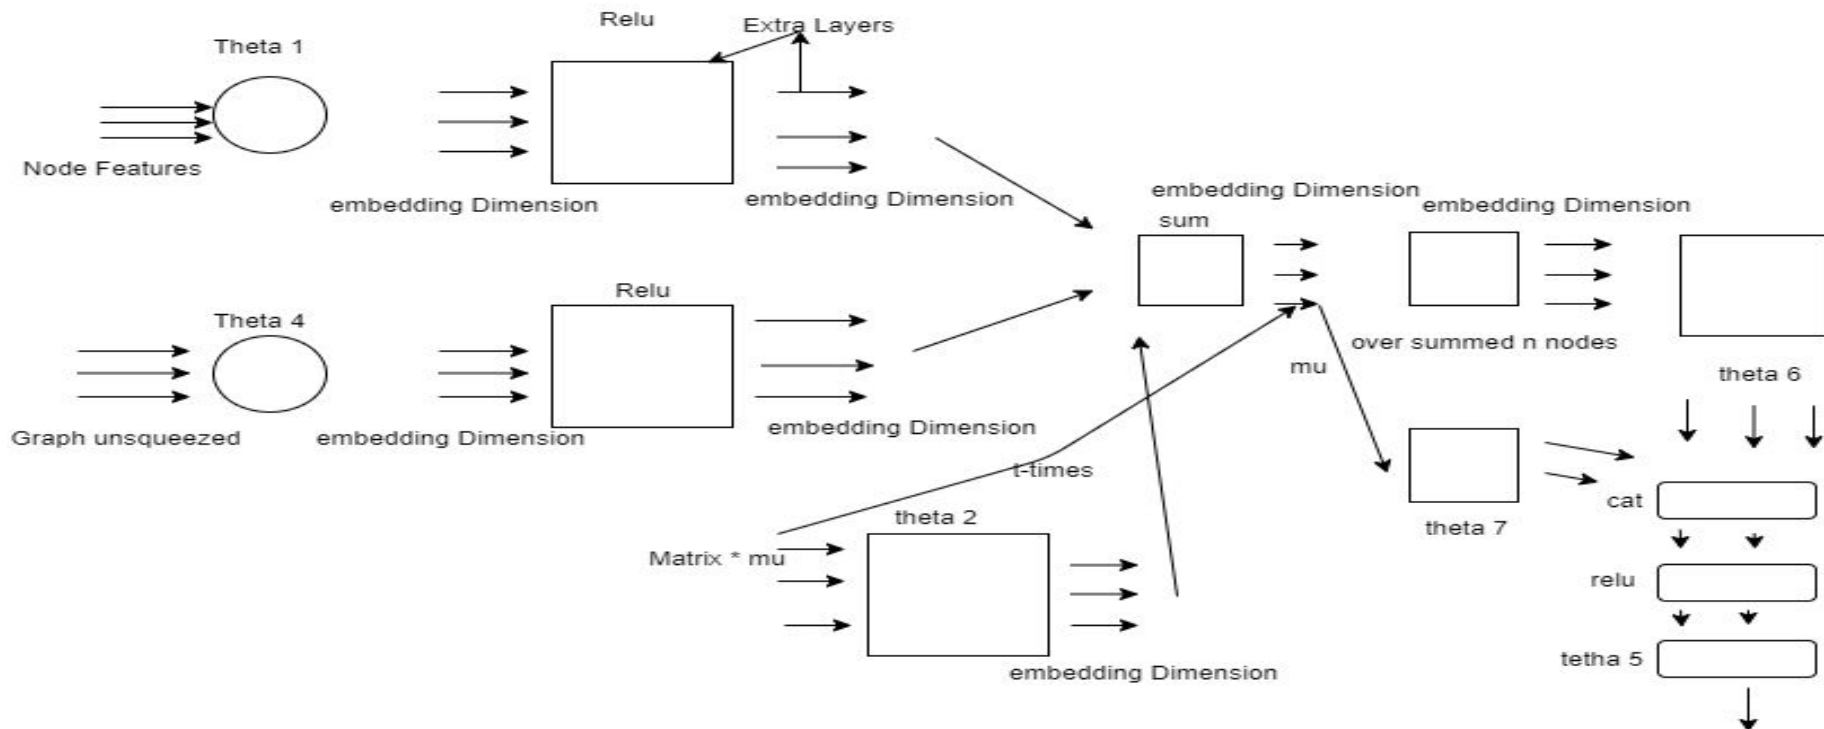 Relu
Extra Layers
Theta 1
Node Features
embedding Dimension
embedding Dimension
embedding Dimension
sum
embedding Dimension
Relu
Theta 4
over summed n nodes
mu
theta 6
Graph unsqueezed
embedding Dimension
embedding Dimension
t-times
theta 2
cat
theta 7
Matrix * mu
relu
tetha 5
embedding Dimension